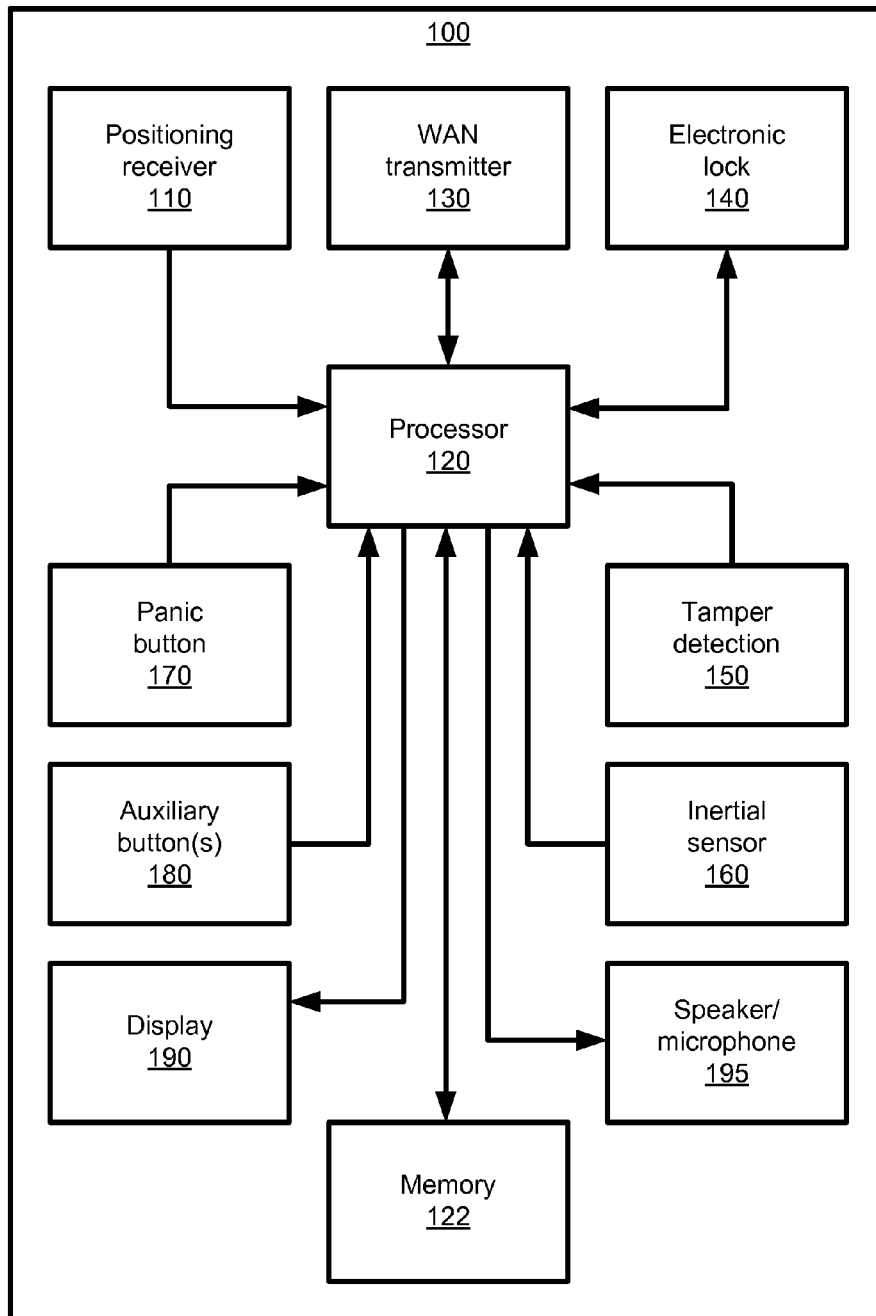 100
Positioning
receiver
110
WAN
transmitter
130
Electronic
lock
140
Processor
120
Panic
button
170
Tamper
detection
150
Auxiliary
button(s)
180
Inertial
sensor
160
Display
190
Speaker/
microphone
195
Memory
122